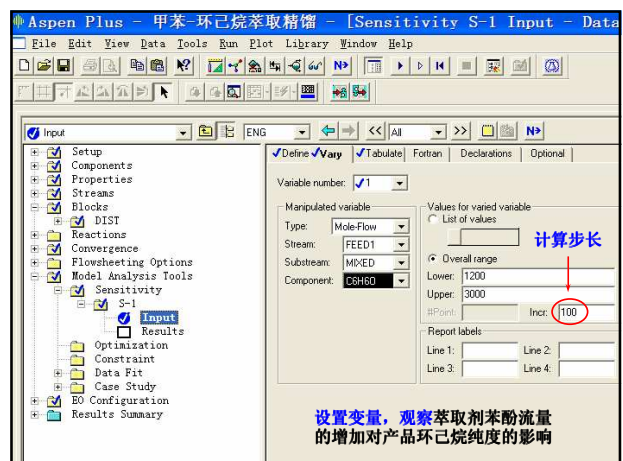 Aspen Plus - 甲苯-环己烷萃取精馏 - [Sensitivity S-1 Input - Data
File Edit View Data Tools Run Plot Library Window Help
N>
Input ENG << All >> N>
Setup
Components
Properties
Streams
Blocks
DIST
Reactions
Convergence
Flowsheeting Options
Model Analysis Tools
Sensitivity
S-1
Input
Results
Optimization
Constraint
Data Fit
Case Study
EO Configuration
Results Summary
Define Vary Tabulate Fortran Declarations Optional
Variable number: 1
Manipulated variable
Type: Mole-Flow
Stream: FEED1
Substream: MIXED
Component: C6H6O
Values for varied variable
List of values
计算步长
Overall range
Lower: 1200
Upper: 3000
#Point: Incr: 100
Report labels
Line 1: Line 2:
Line 3: Line 4:
设置变量，观察萃取剂苯酚流量
的增加对产品环己烷纯度的影响